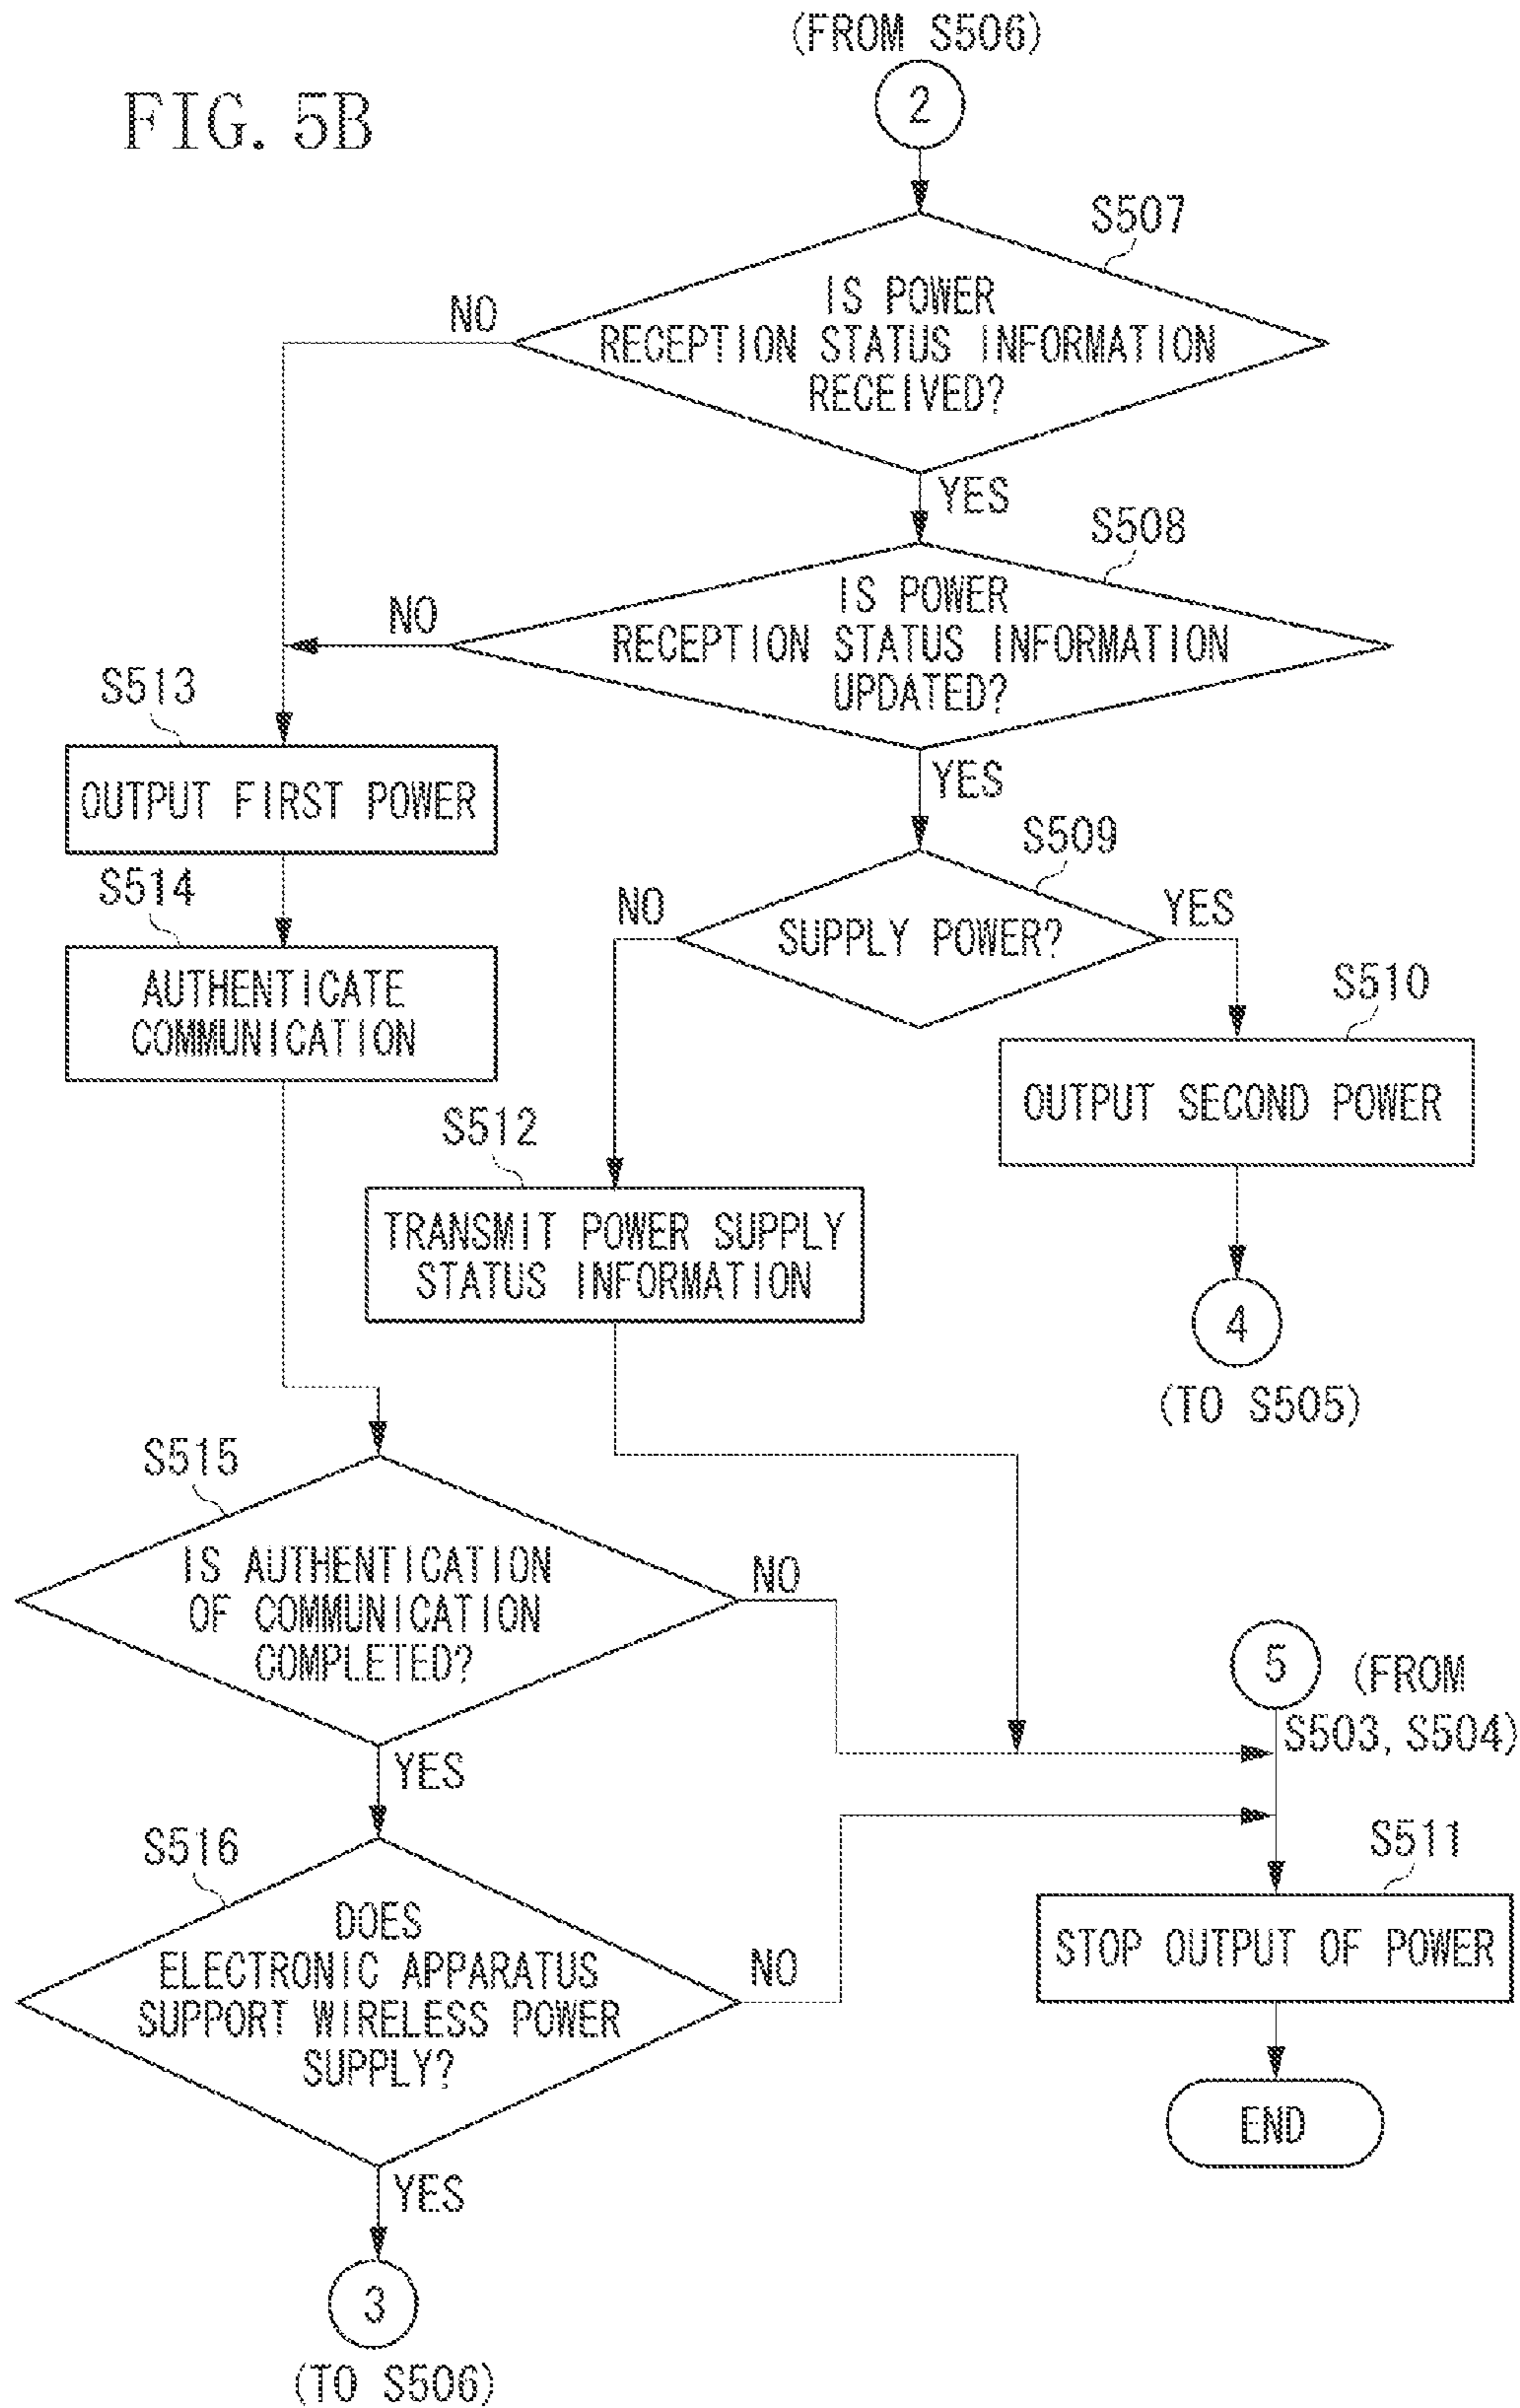 (FROM S506)
FIG. 5B
2
S507
IS POWER
RECEPTION STATUS INFORMATION
RECEIVED?
NO
YES
S508
IS POWER
RECEPTION STATUS INFORMATION
UPDATED?
NO
YES
S513
OUTPUT FIRST POWER
S509
SUPPLY POWER?
NO
YES
S514
AUTHENTICATE
COMMUNICATION
S510
OUTPUT SECOND POWER
S512
TRANSMIT POWER SUPPLY
STATUS INFORMATION
4
(TO S505)
S515
IS AUTHENTICATION
OF COMMUNICATION
COMPLETED?
NO
YES
5
(FROM
S503, S504)
S516
DOES
ELECTRONIC APPARATUS
SUPPORT WIRELESS POWER
SUPPLY?
NO
YES
S511
STOP OUTPUT OF POWER
END
3
(TO S506)